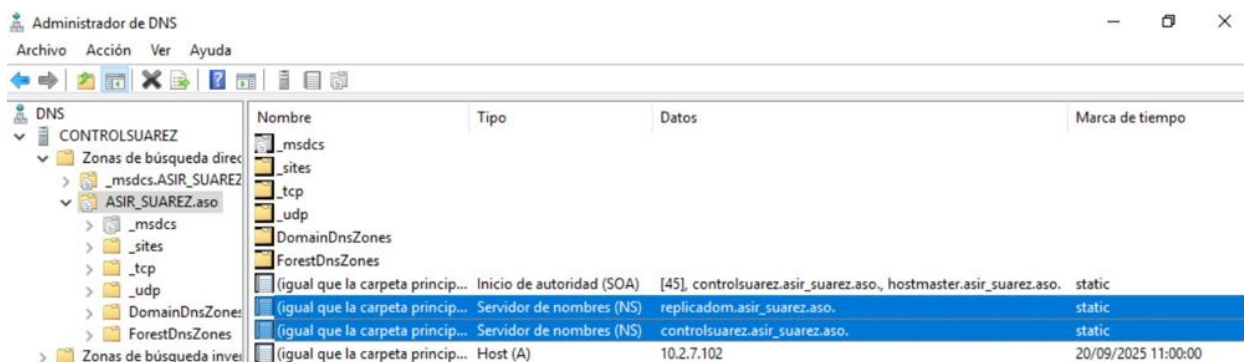 Administrador de DNS
Archivo Acción Ver Ayuda
DNS
CONTROLSUAREZ
Zonas de búsqueda direc
_msdcs.ASIR_SUAREZ
ASIR_SUAREZ.aso
_msdcs
_sites
_tcp
_udp
DomainDnsZones
ForestDnsZones
Zonas de búsqueda inver
Nombre Tipo Datos Marca de tiempo
_msdcs
_sites
_tcp
_udp
DomainDnsZones
ForestDnsZones
(igual que la carpeta princip... Inicio de autoridad (SOA) [45], controlsuarez.asir_suarez.aso., hostmaster.asir_suarez.aso. static
(igual que la carpeta princip... Servidor de nombres (NS) replicadom.asir_suarez.aso. static
(igual que la carpeta princip... Servidor de nombres (NS) controlsuarez.asir_suarez.aso. static
(igual que la carpeta princip... Host (A) 10.2.7.102 20/09/2025 11:00:00